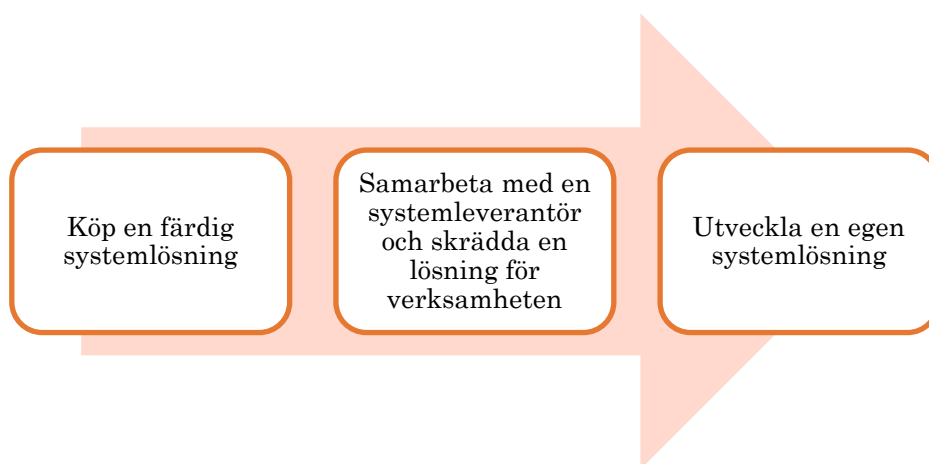 Köp en färdig
systemlösning
Samarbeta med en
systemleverantör
och skrädda en
lösning för
verksamheten
Utveckla en egen
systemlösning